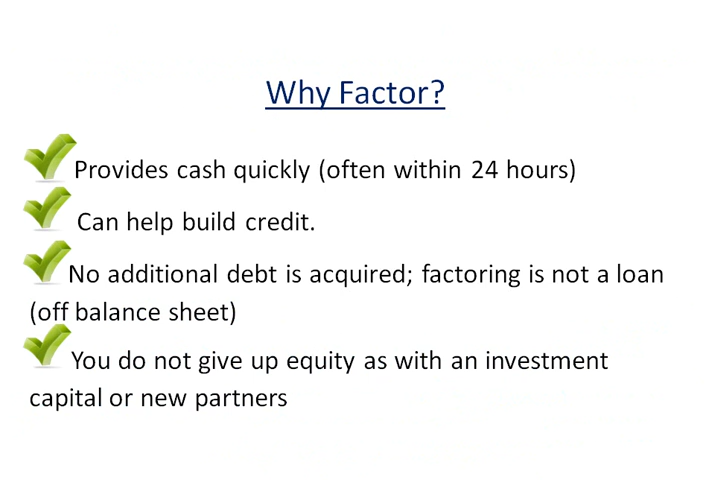 Why Factor?
Provides cash quickly (often within 24 hours)
Can help build credit.
No additional debt is acquired; factoring is not a loan
(off balance sheet)
You do not give up equity as with an investment
capital or new partners